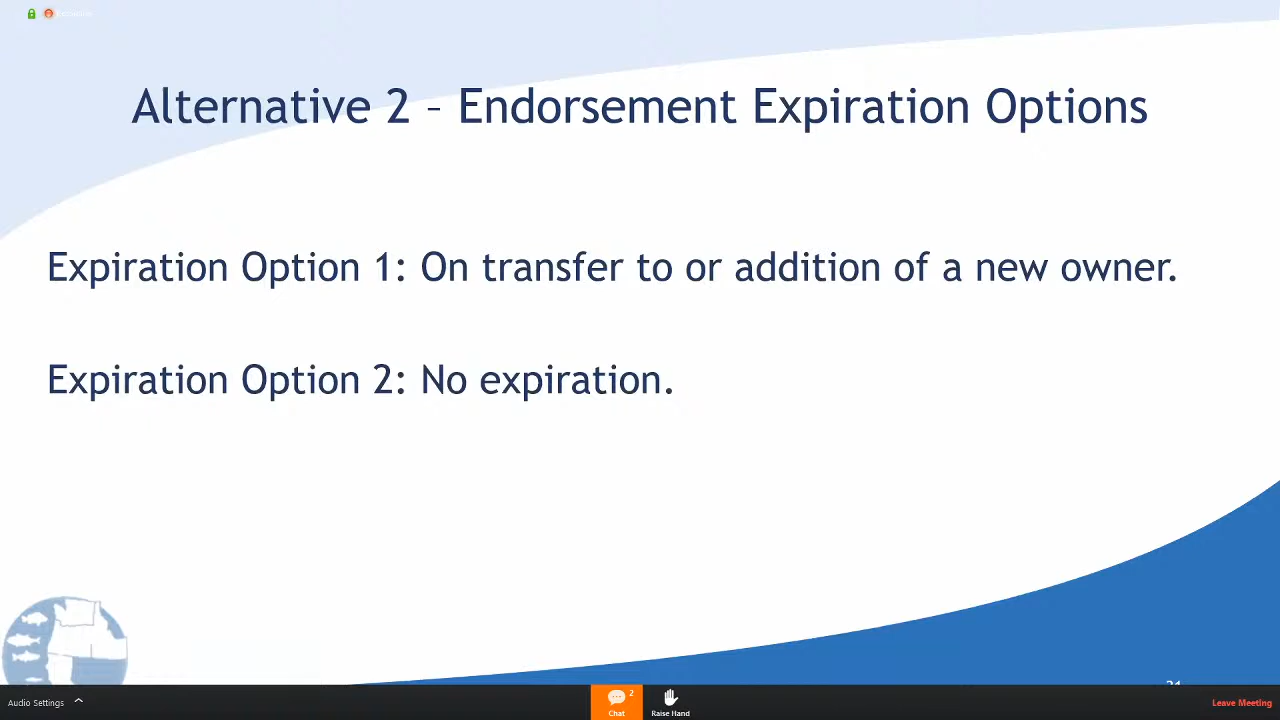 Alternative 2 – Endorsement Expiration Options
Expiration Option 1: On transfer to or addition of a new owner.
Expiration Option 2: No expiration.
Audio Settings
2
Chat
Raise Hand
Leave Meeting